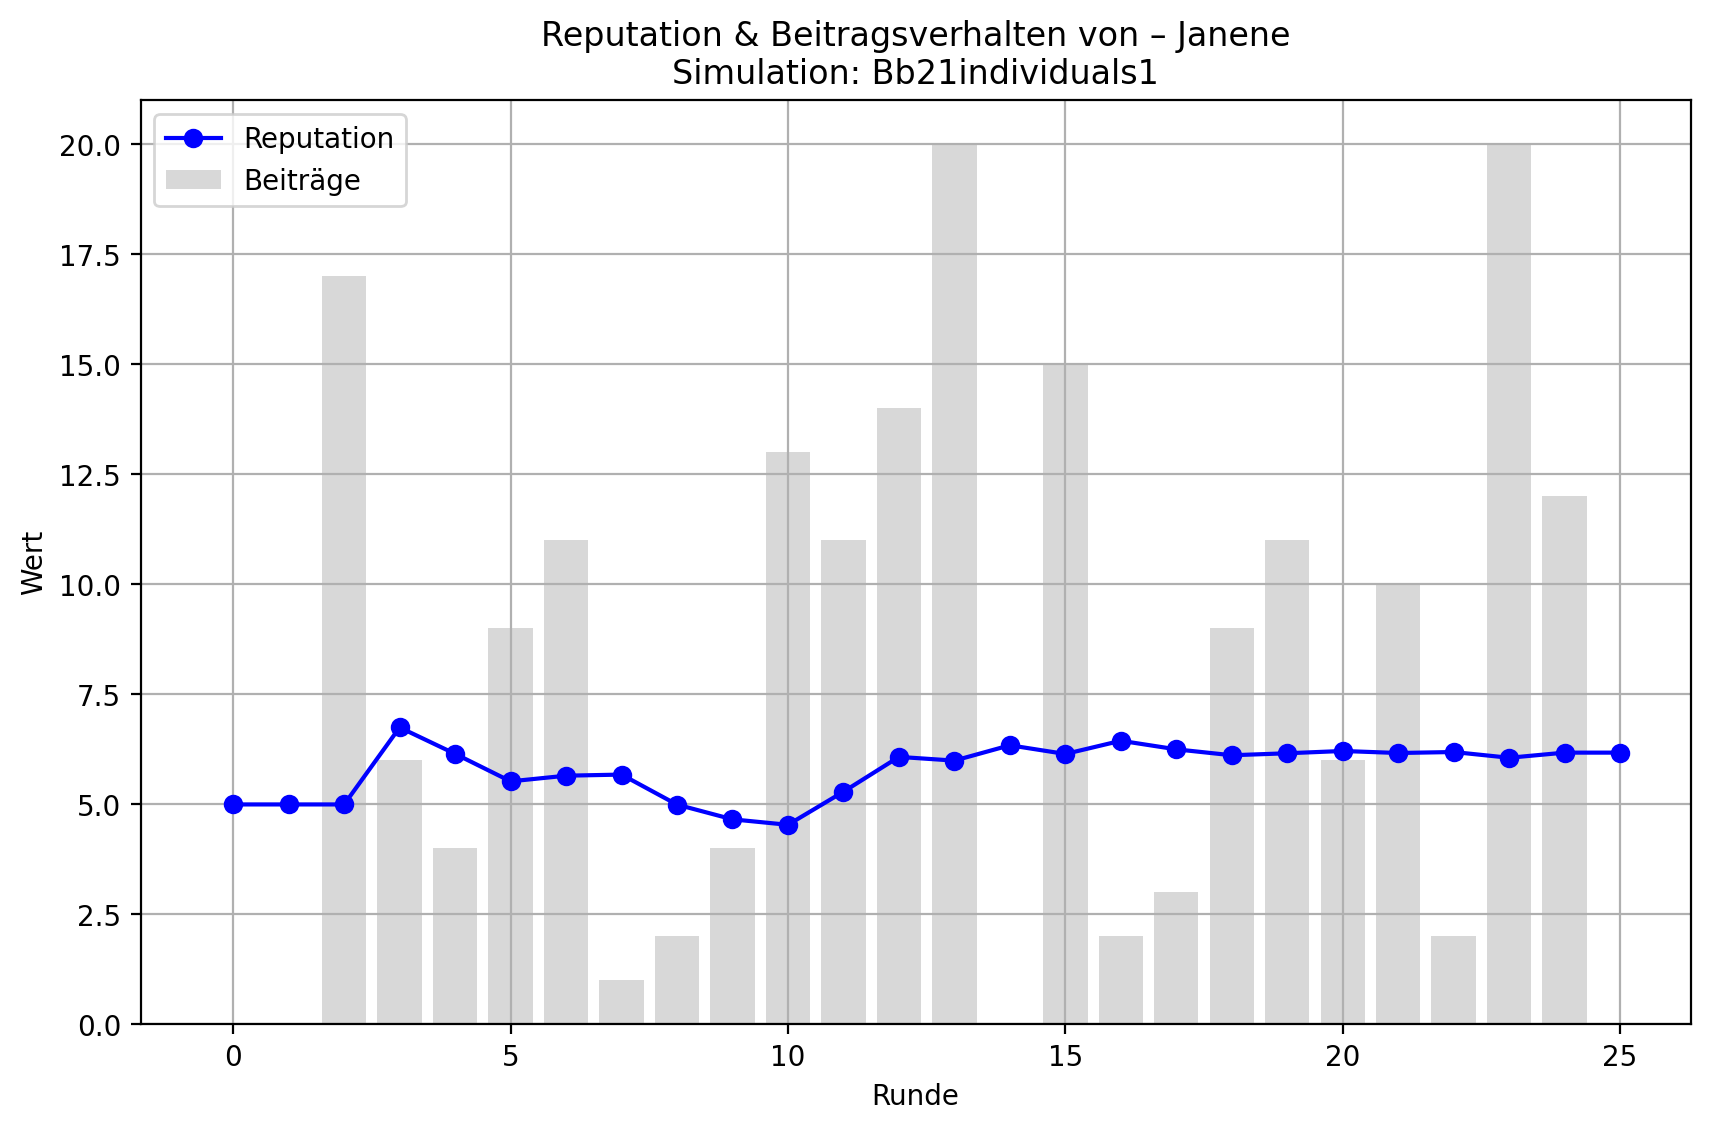 Reputation & Beitragsverhalten von – Janene
Simulation: Bb21individuals1
Reputation
Beiträge
20.0
17.5
15.0
12.5
10.0
7.5
5.0
2.5
0.0
Wert
0 5 10 15 20 25
Runde